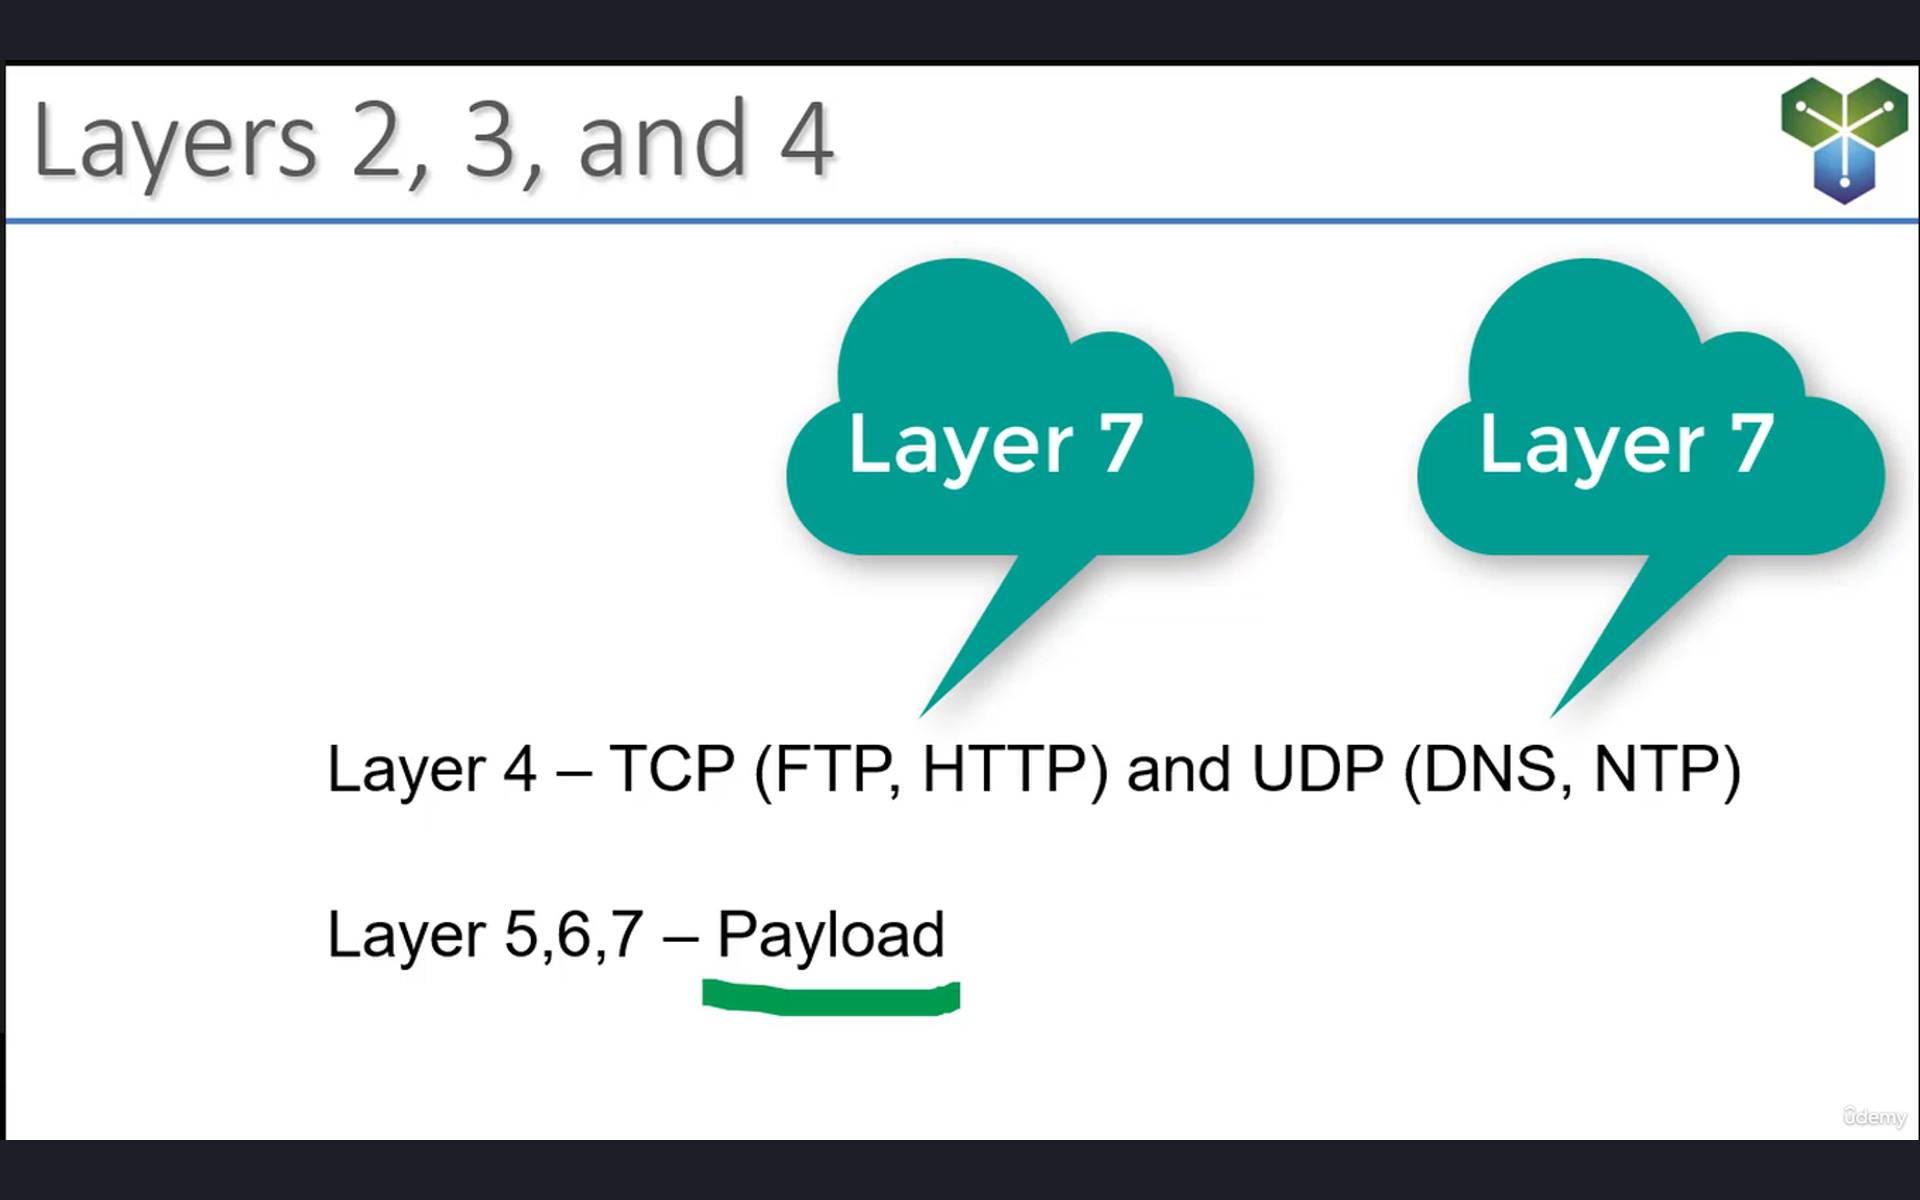 Layers 2, 3, and 4
Layer 7
Layer 7
Layer 4 – TCP (FTP, HTTP) and UDP (DNS, NTP)
Layer 5,6,7 – Payload
ûdemy